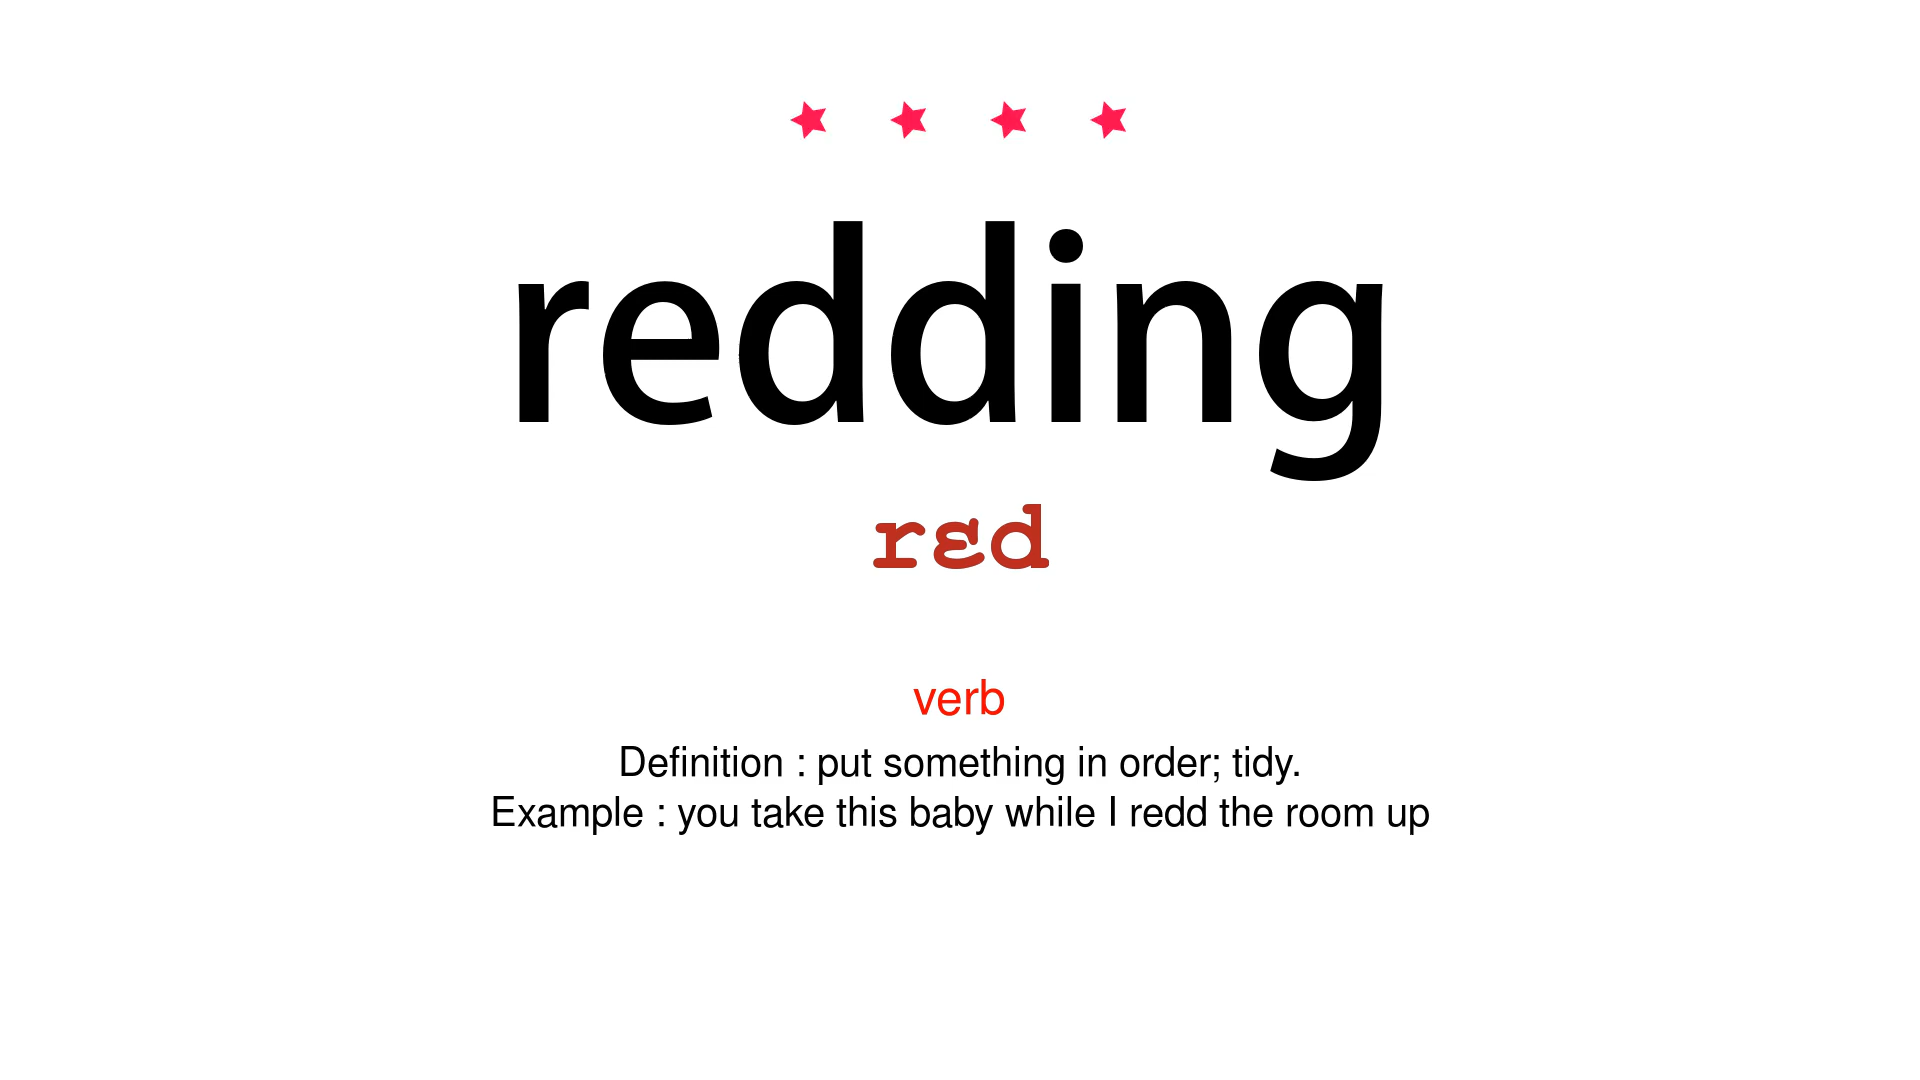 redding
rɛd
verb
Definition : put something in order; tidy.
Example : you take this baby while I redd the room up